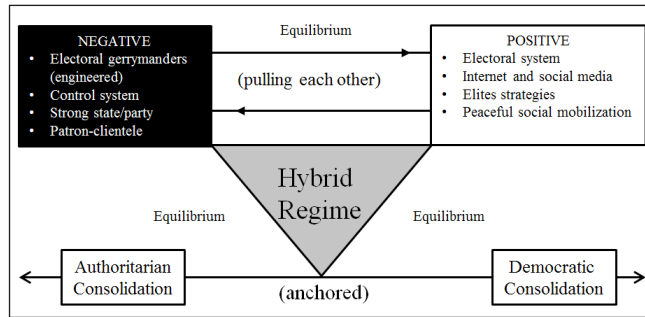 NEGATIVE
• Electoral gerrymanders
(engineered)
• Control system
• Strong state/party
• Patron-clientele
Equilibrium
(pulling each other)
POSITIVE
• Electoral system
• Internet and social media
• Elites strategies
• Peaceful social mobilization
Hybrid
Regime
Equilibrium
Equilibrium
Authoritarian
Consolidation
(anchored)
Democratic
Consolidation